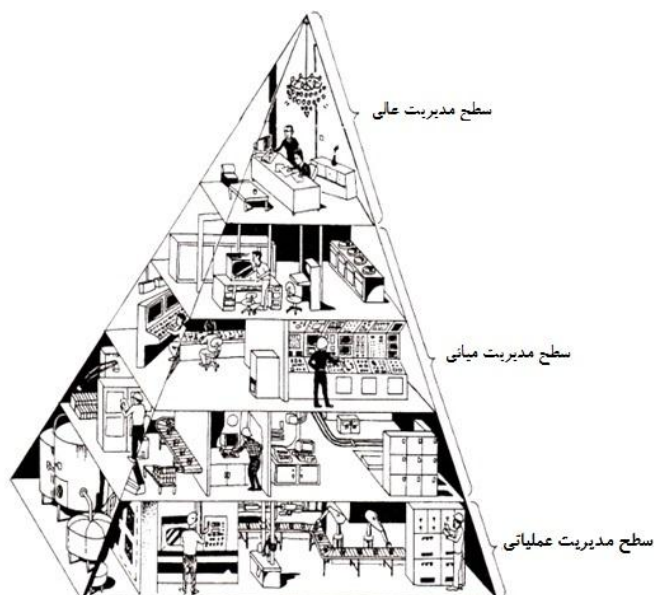 سطح مدیریت عالی
سطح مدیریت میانی
سطح مدیریت عملیاتی